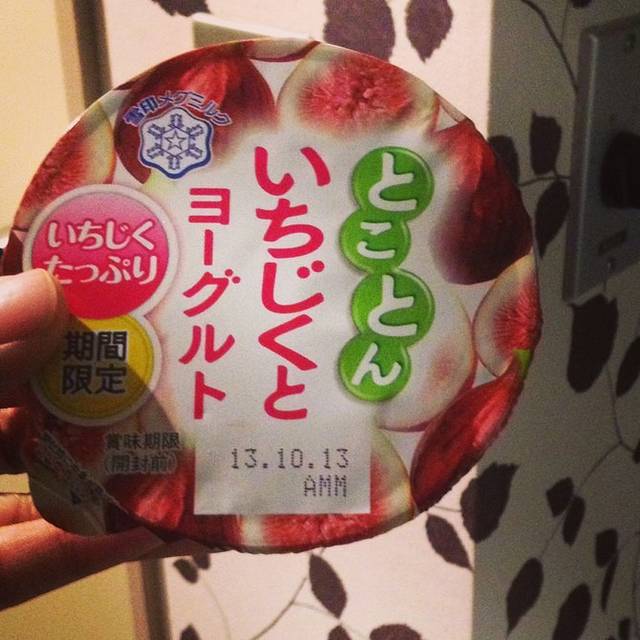 雪印メグミルク
とことん
いちじくと
ヨーグルト
いちじく
たっぷり
期間
限定
賞味期限
(開封前)
13.10.13
AMM